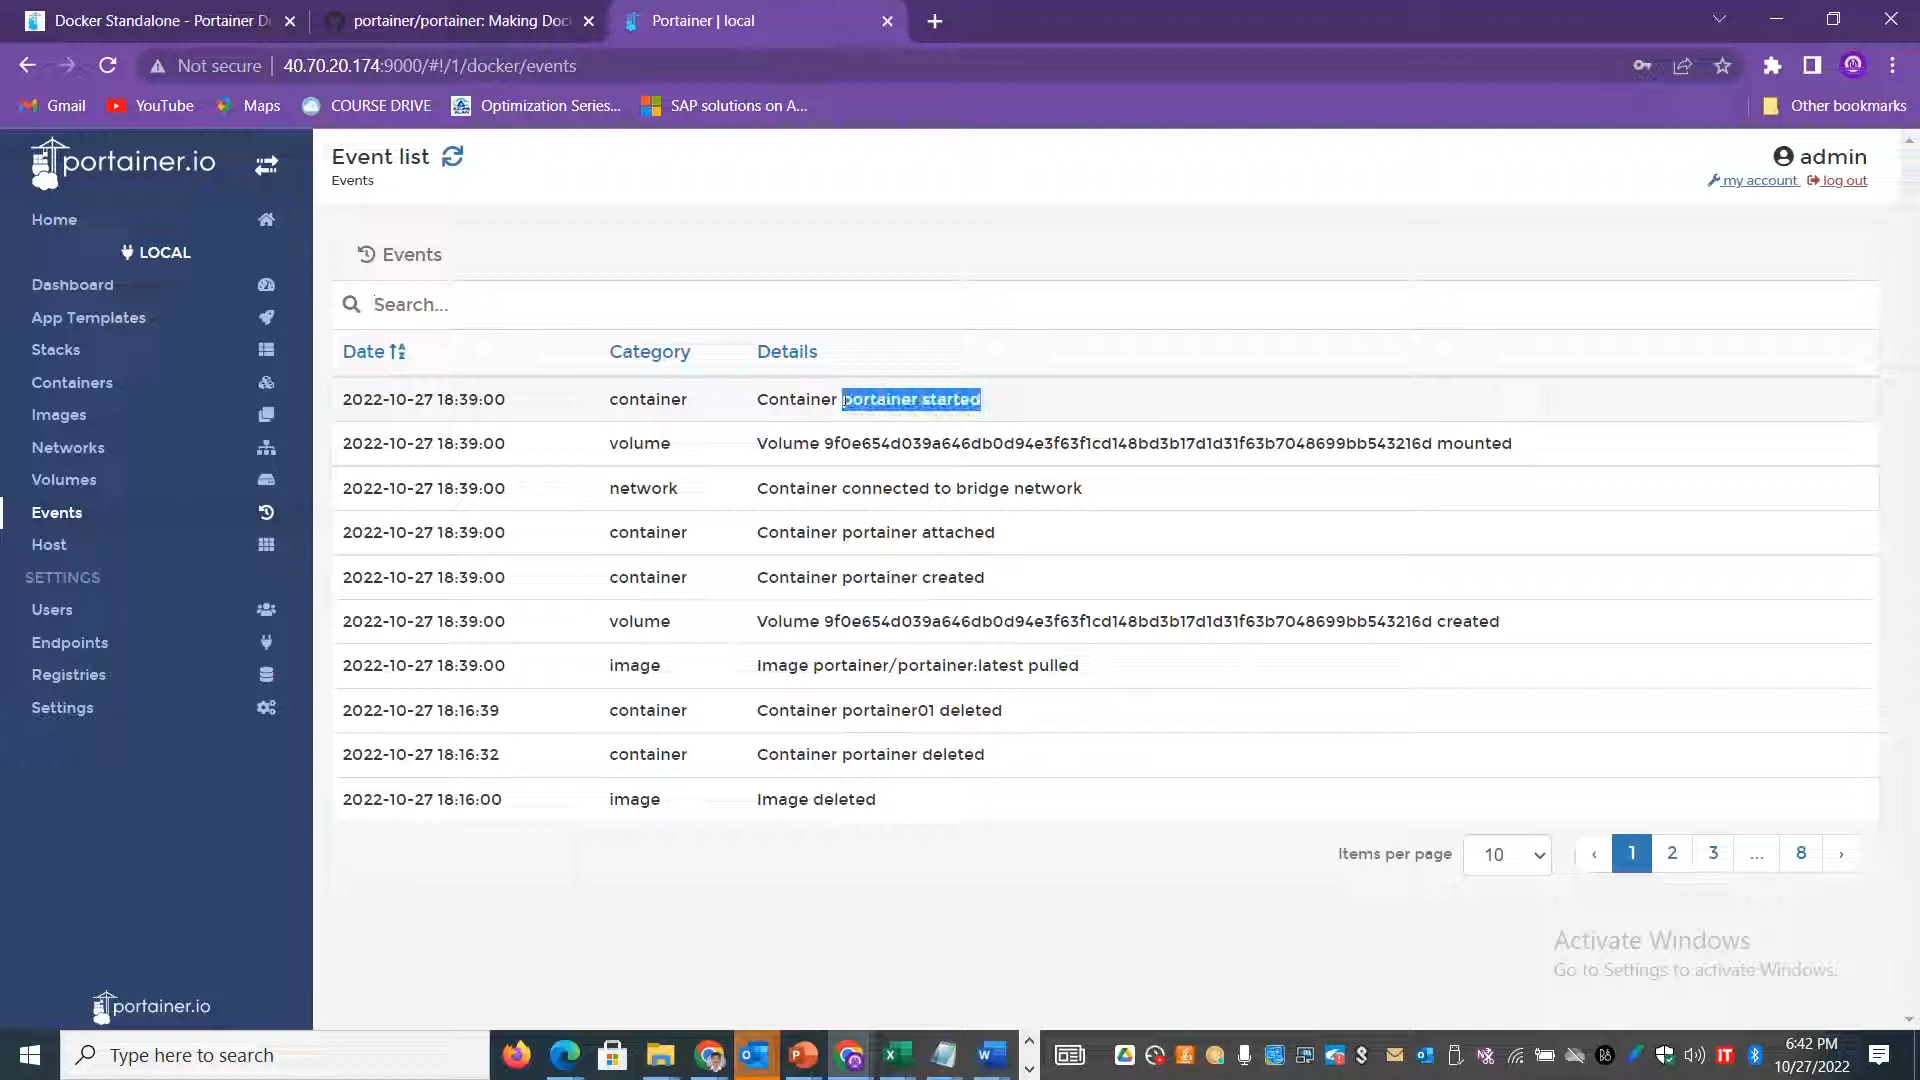 Docker Standalone - Portainer D
portainer/portainer: Making Doc
Portainer | local
Not secure
40.70.20.174:9000/#!/1/docker/events
Gmail
YouTube
Maps
COURSE DRIVE
Optimization Series...
SAP solutions on A...
Other bookmarks
portainer.io
Home
LOCAL
Dashboard
App Templates
Stacks
Containers
Images
Networks
Volumes
Events
Host
SETTINGS
Users
Endpoints
Registries
Settings
portainer.io
Event list
Events
admin
my account log out
Events
Search...
Date Category Details
2022-10-27 18:39:00 container Container portainer started
2022-10-27 18:39:00 volume Volume 9f0e654d039a646db0d94e3f63f1cd148bd3b17d1d31f63b7048699bb543216d mounted
2022-10-27 18:39:00 network Container connected to bridge network
2022-10-27 18:39:00 container Container portainer attached
2022-10-27 18:39:00 container Container portainer created
2022-10-27 18:39:00 volume Volume 9f0e654d039a646db0d94e3f63f1cd148bd3b17d1d31f63b7048699bb543216d created
2022-10-27 18:39:00 image Image portainer/portainer:latest pulled
2022-10-27 18:16:39 container Container portainer01 deleted
2022-10-27 18:16:32 container Container portainer deleted
2022-10-27 18:16:00 image Image deleted
Items per page 10 ‹ 1 2 3 ... 8 ›
Activate Windows
Go to Settings to activate Windows.
Type here to search
6:42 PM
10/27/2022